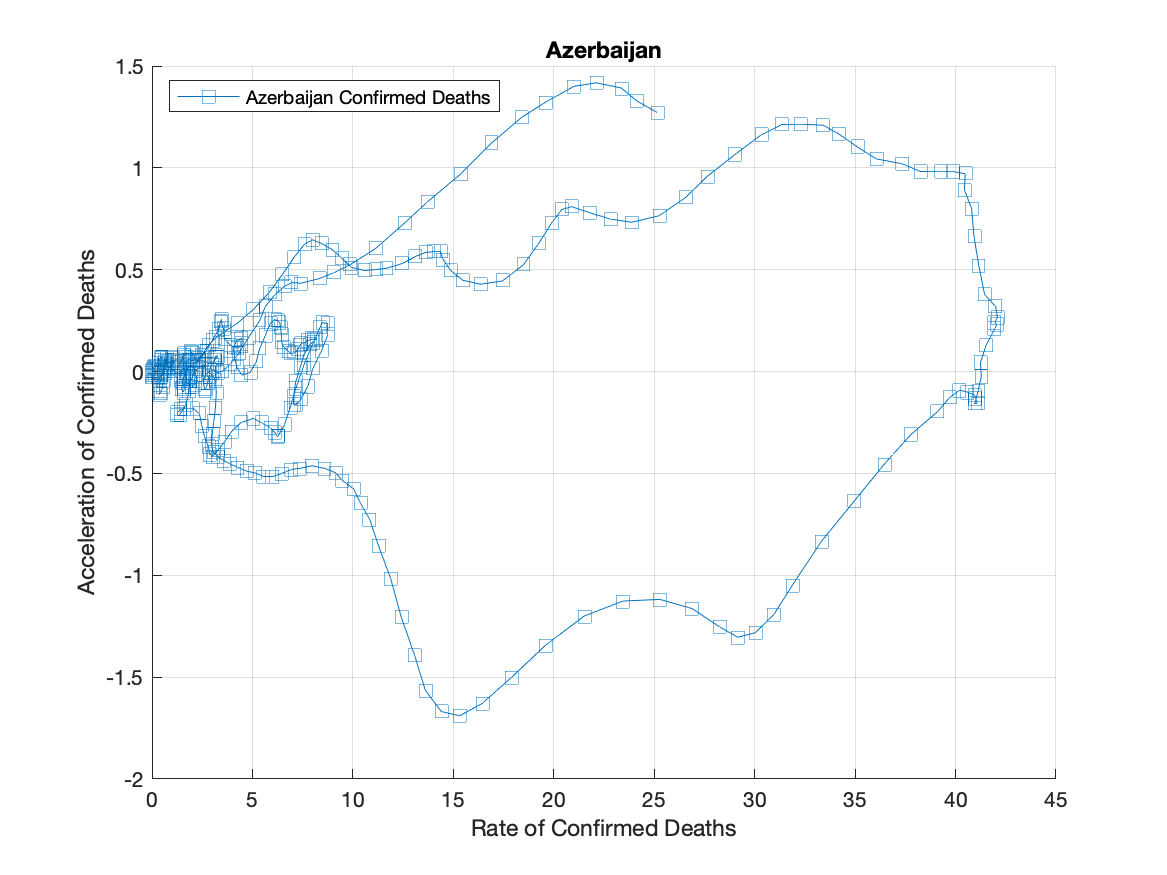 Azerbaijan
Azerbaijan Confirmed Deaths
Acceleration of Confirmed Deaths
1.5
1
0.5
0
-0.5
-1
-1.5
-2
0 5 10 15 20 25 30 35 40 45
Rate of Confirmed Deaths